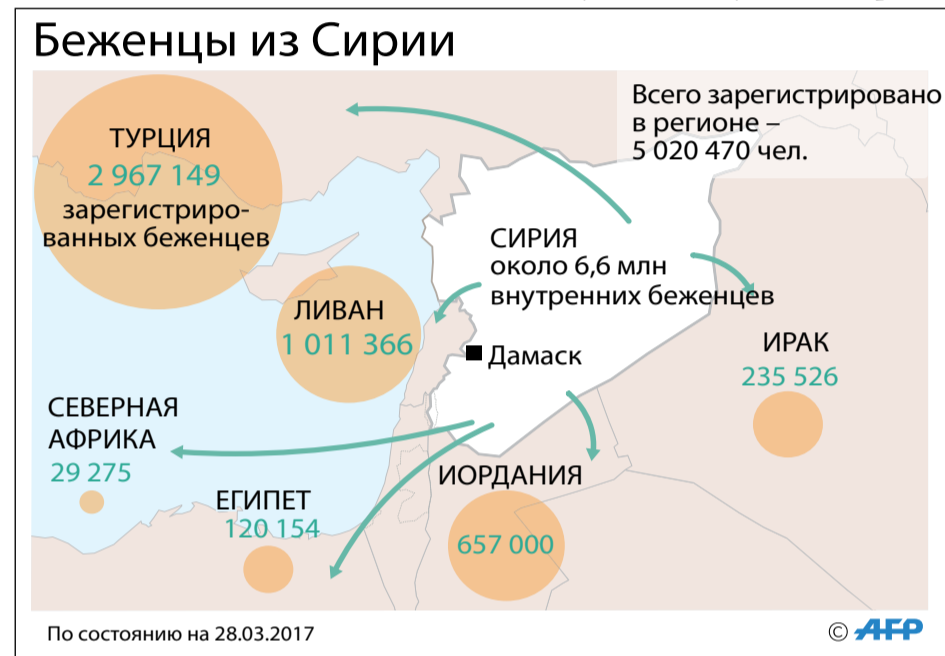 Беженцы из Сирии
Всего зарегистрировано
в регионе –
5 020 470 чел.
ТУРЦИЯ
2 967 149
зарегистриро-
ванных беженцев
СИРИЯ
около 6,6 млн
внутренних беженцев
ЛИВАН
1 011 366
Дамаск
ИРАК
235 526
СЕВЕРНАЯ
АФРИКА
29 275
ЕГИПЕТ
120 154
ИОРДАНИЯ
657 000
По состоянию на 28.03.2017
© AFP